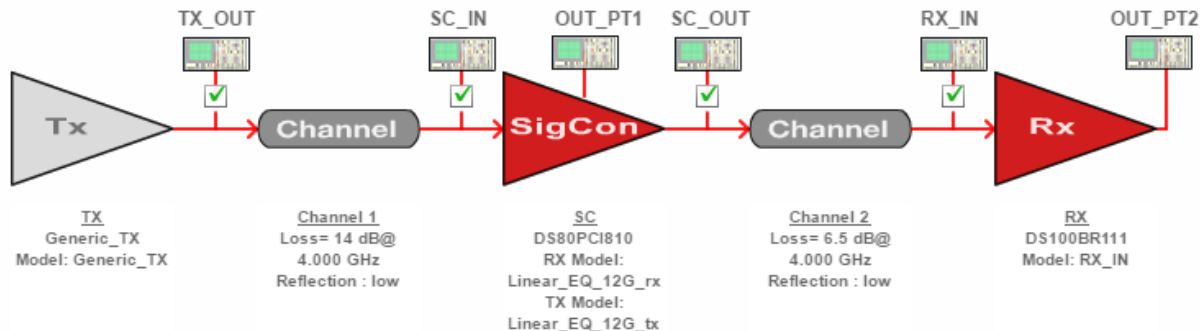 TX_OUT
SC_IN
OUT_PT1
SC_OUT
RX_IN
OUT_PT2
Tx
Channel
SigCon
Channel
Rx
TX
Generic_TX
Model: Generic_TX
Channel 1
Loss= 14 dB@
4.000 GHz
Reflection : low
SC
DS80PCI810
RX Model:
Linear_EQ_12G_rx
TX Model:
Linear_EQ_12G_tx
Channel 2
Loss= 6.5 dB@
4.000 GHz
Reflection : low
RX
DS100BR111
Model: RX_IN